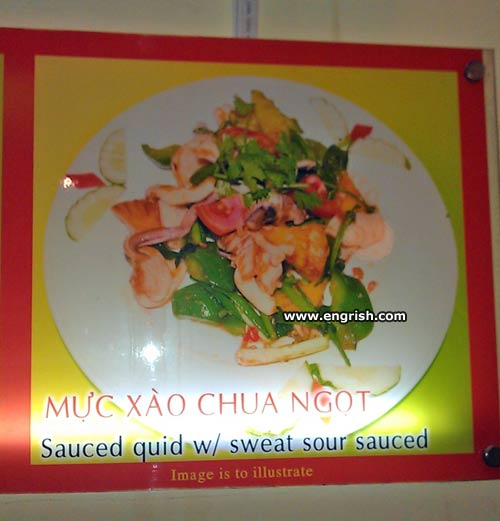 www.engrish.com
MỰC XÀO CHUA NGỌT
Sauced quid w/ sweat sour sauced
Image is to illustrate